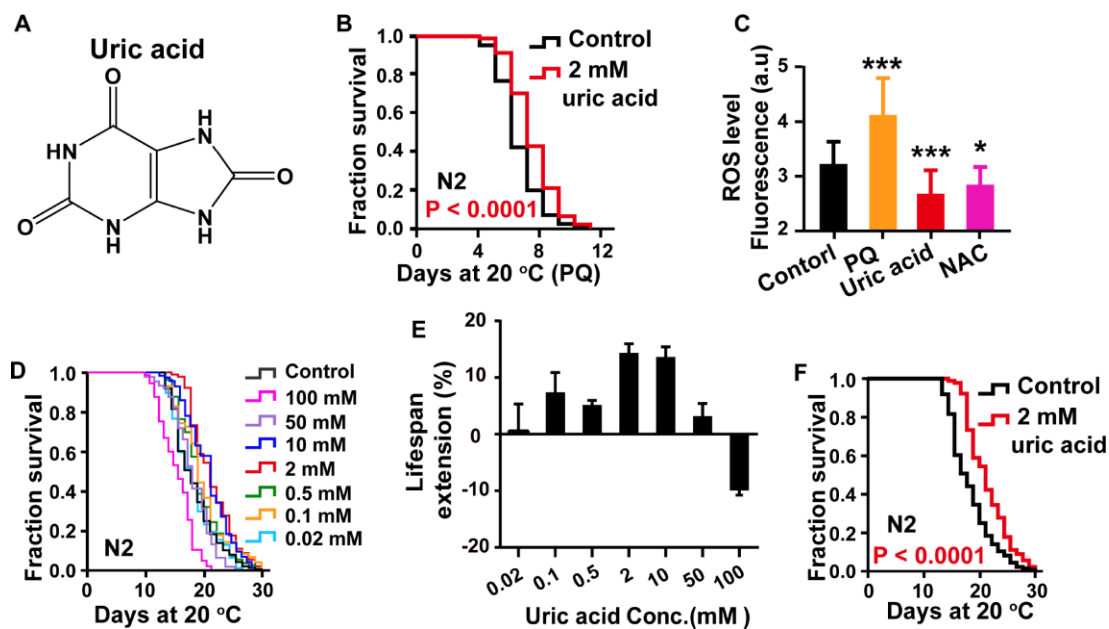 A
Uric acid
O
NH
O
N
H
H
N
N
H
O
B
Fraction survival
1.0
0.8
0.6
0.4
0.2
0.0
Control
2 mM
uric acid
N2
P < 0.0001
0
4
8
12
Days at 20 °C (PQ)
C
ROS level
Fluorescence (a.u)
5
4
3
2
***
***
*
Contorl
PQ
Uric acid
NAC
D
Fraction survival
1.0
0.8
0.6
0.4
0.2
0.0
Control
100 mM
50 mM
10 mM
2 mM
0.5 mM
0.1 mM
0.02 mM
N2
0
10
20
30
Days at 20 °C
E
Lifespan
extension (%)
20
10
0
-10
-20
0.02
0.1
0.5
2
10
50
100
Uric acid Conc.(mM )
F
Fraction survival
1.0
0.8
0.6
0.4
0.2
0.0
Control
2 mM
uric acid
N2
P < 0.0001
0
10
20
30
Days at 20 °C